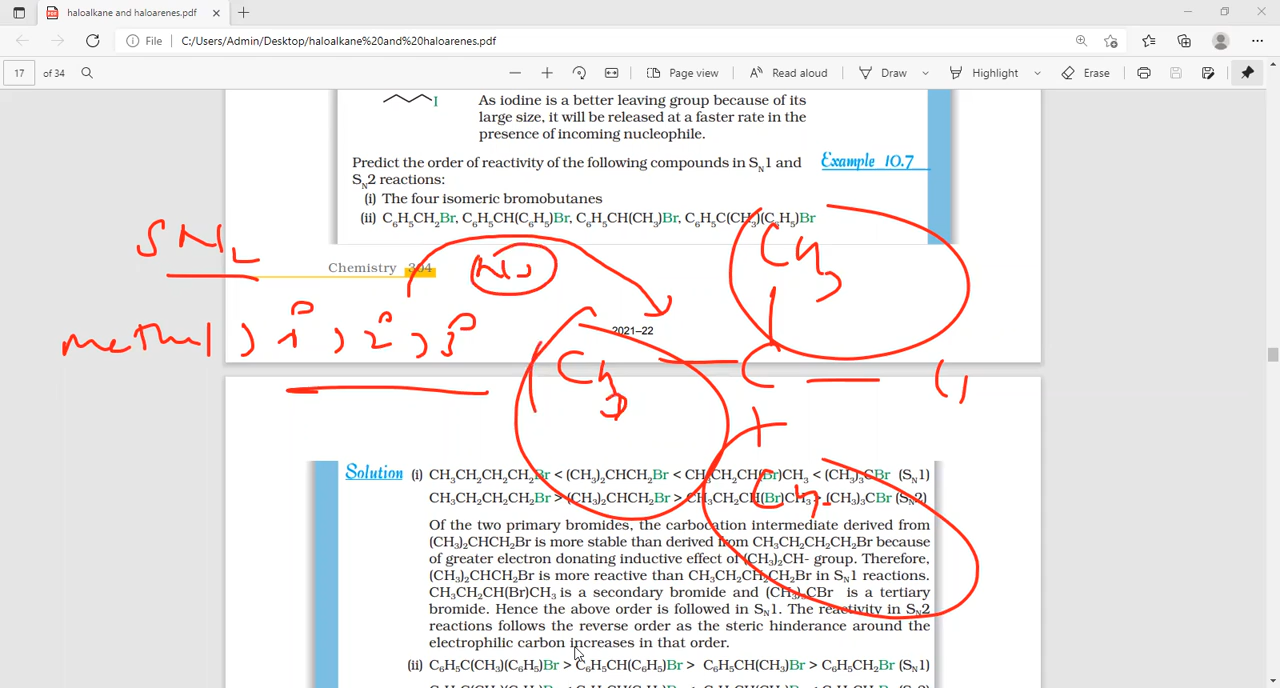 haloalkane and haloarenes.pdf
File C:/Users/Admin/Desktop/haloalkane%20and%20haloarenes.pdf
17 of 34 Page view Read aloud Draw Highlight Erase
I As iodine is a better leaving group because of its
large size, it will be released at a faster rate in the
presence of incoming nucleophile.
Predict the order of reactivity of the following compounds in SN1 and
SN2 reactions:
Example 10.7
(i) The four isomeric bromobutanes
(ii) C6H5CH2Br, C6H5CH(C6H5)Br, C6H5CH(CH3)Br, C6H5C(CH3)(C6H5)Br
CH3
Chemistry 304
2021–22
methyl > 1° > 2° > 3°
CH3 C
Solution (i) CH3CH2CH2CH2Br < (CH3)2CHCH2Br < CH3CH2CH(Br)CH3 < (CH3)3CBr (SN1)
CH3CH2CH2CH2Br > (CH3)2CHCH2Br > CH3CH2CH(Br)CH3 > (CH3)3CBr (SN2)
Of the two primary bromides, the carbocation intermediate derived from
(CH3)2CHCH2Br is more stable than derived from CH3CH2CH2CH2Br because
of greater electron donating inductive effect of (CH3)2CH- group. Therefore,
(CH3)2CHCH2Br is more reactive than CH3CH2CH2CH2Br in SN1 reactions.
CH3CH2CH(Br)CH3 is a secondary bromide and (CH3)3CBr is a tertiary
bromide. Hence the above order is followed in SN1. The reactivity in SN2
reactions follows the reverse order as the steric hinderance around the
electrophilic carbon increases in that order.
(ii) C6H5C(CH3)(C6H5)Br > C6H5CH(C6H5)Br > C6H5CH(CH3)Br > C6H5CH2Br (SN1)